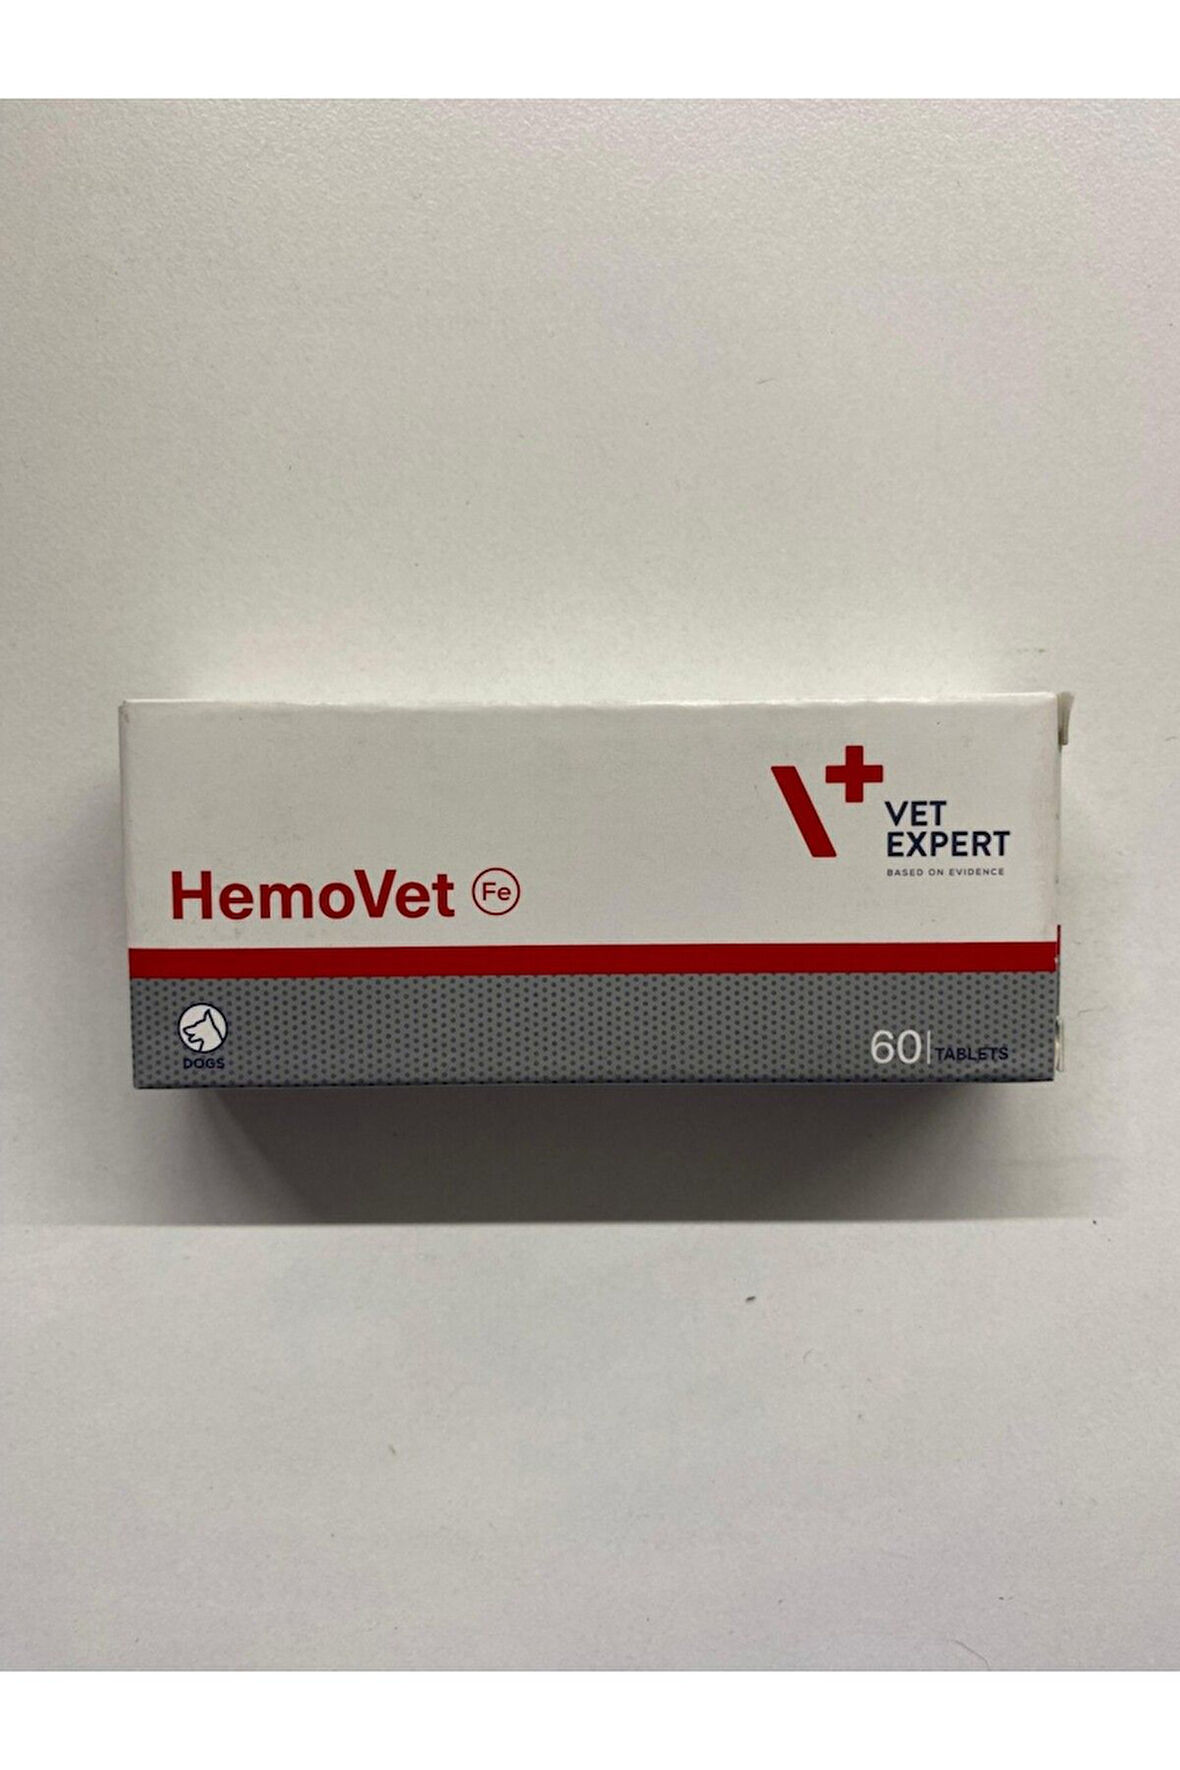 VET
EXPERT
BASED ON EVIDENCE
HemoVet Fe
DOGS
60 TABLETS